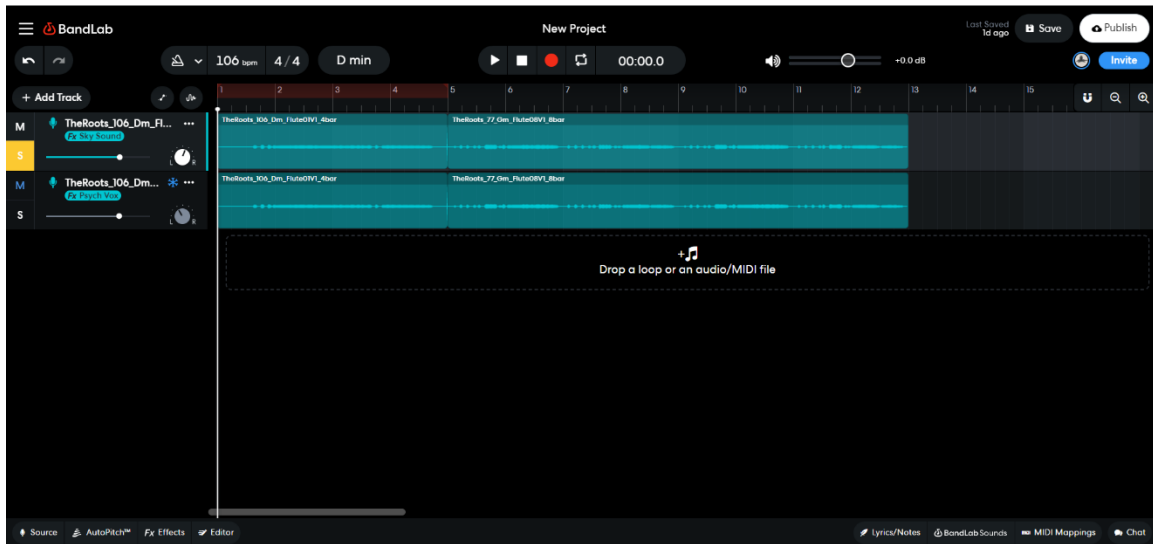 BandLab
New Project
Last Saved
1d ago
Save
Publish
106 bpm
4/4
D min
00:00.0
+0.0 dB
Invite
+ Add Track
1 2 3 4 5 6 7 8 9 10 11 12 13 14 15
M
TheRoots_106_Dm_Fl... ...
Fx Sky Sound
S
L R
TheRoots_106_Dm_Flute01V1_4bar
TheRoots_77_Gm_Flute08V1_8bar
M
TheRoots_106_Dm... ...
Fx Psych Vox
S
L R
TheRoots_106_Dm_Flute01V1_4bar
TheRoots_77_Gm_Flute08V1_8bar
Drop a loop or an audio/MIDI file
Source
AutoPitch™
Fx Effects
Editor
Lyrics/Notes
BandLab Sounds
MIDI Mappings
Chat